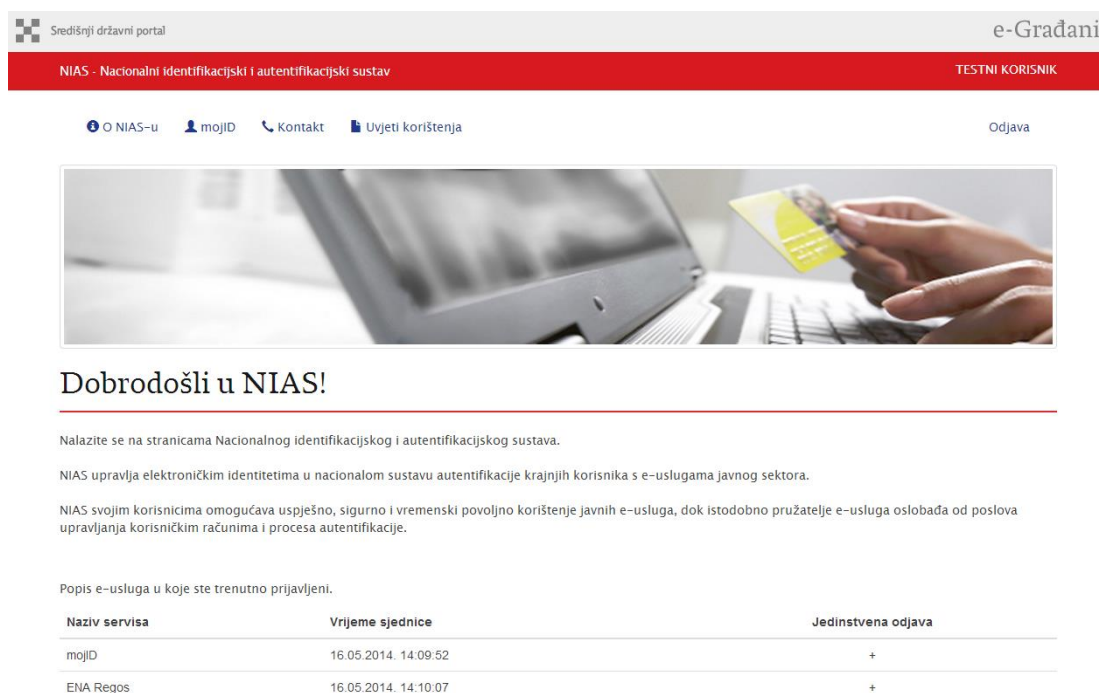 Središnji državni portal
e-Građani
NIAS - Nacionalni identifikacijski i autentifikacijski sustav
TESTNI KORISNIK
O NIAS-u mojID Kontakt Uvjeti korištenja Odjava
Dobrodošli u NIAS!
Nalazite se na stranicama Nacionalnog identifikacijskog i autentifikacijskog sustava.
NIAS upravlja elektroničkim identitetima u nacionalom sustavu autentifikacije krajnjih korisnika s e-uslugama javnog sektora.
NIAS svojim korisnicima omogućava uspješno, sigurno i vremenski povoljno korištenje javnih e-usluga, dok istodobno pružatelje e-usluga oslobađa od poslova
upravljanja korisničkim računima i procesa autentifikacije.
Popis e-usluga u koje ste trenutno prijavljeni.
Naziv servisa Vrijeme sjednice Jedinstvena odjava
mojID 16.05.2014. 14:09:52 +
ENA Regos 16.05.2014. 14:10:07 +